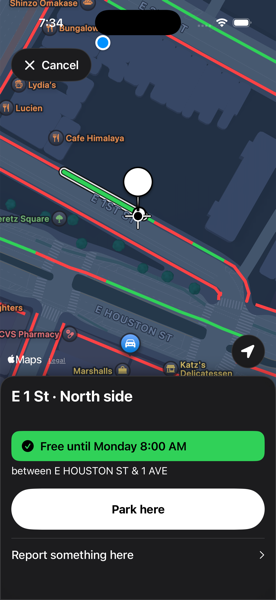 Shinzo Omakase
E
ST
7:34
Bungalow
Cancel
Lydia's
Lucien
Cafe Himalaya
E 1ST S
eretz Square
E HOUSTON ST
ghters
CVS Pharmacy
Maps
Legal
Marshalls
Katz's
Delicatessen
E 1 St · North side
Free until Monday 8:00 AM
between E HOUSTON ST & 1 AVE
Park here
Report something here